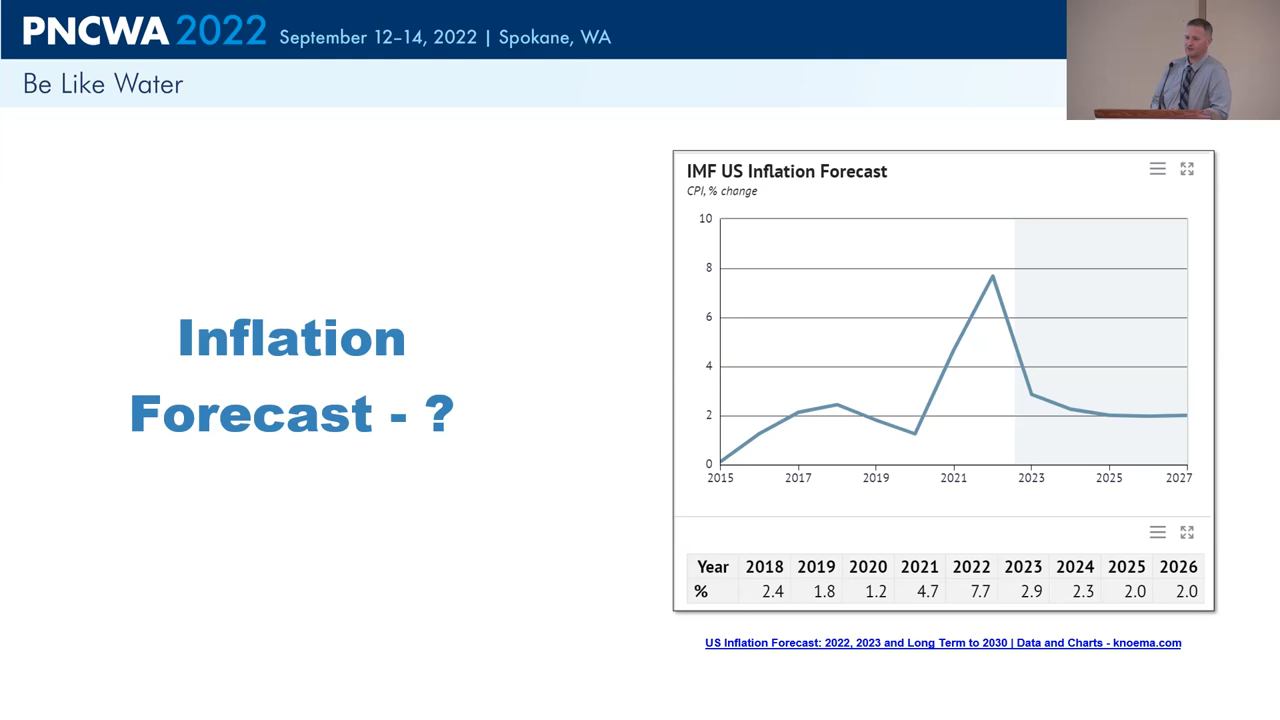 PNCWA 2022 September 12–14, 2022 | Spokane, WA
Be Like Water
Inflation
Forecast - ?
IMF US Inflation Forecast
CPI, % change
10
8
6
4
2
0
2015 2017 2019 2021 2023 2025 2027
Year 2018 2019 2020 2021 2022 2023 2024 2025 2026
% 2.4 1.8 1.2 4.7 7.7 2.9 2.3 2.0 2.0
US Inflation Forecast: 2022, 2023 and Long Term to 2030 | Data and Charts - knoema.com